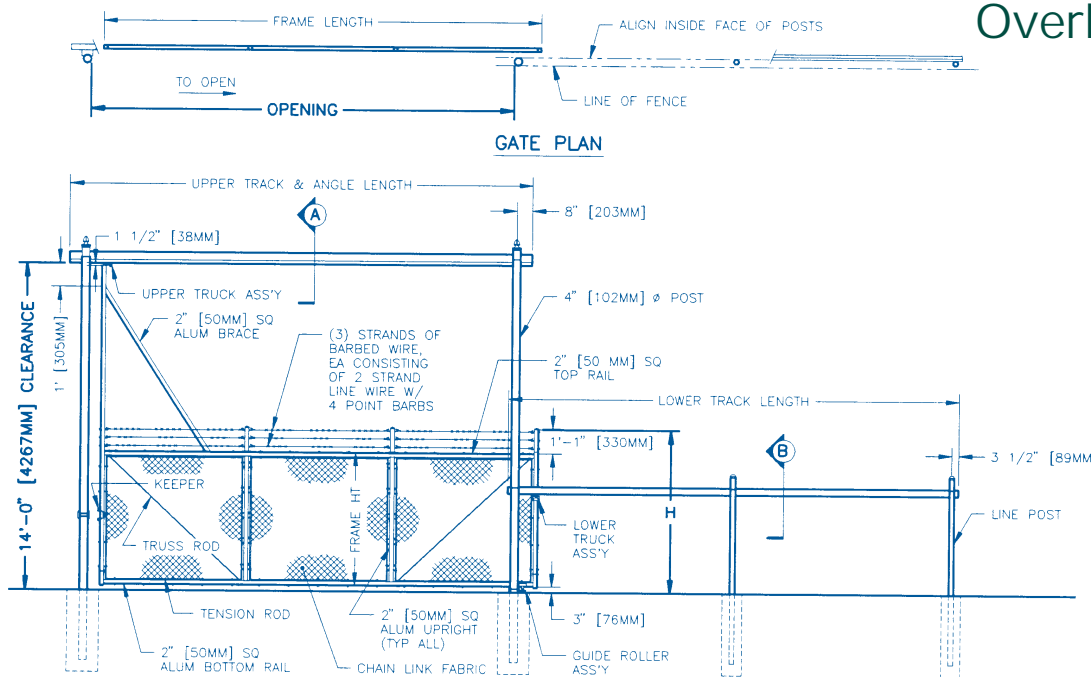 Overl
FRAME LENGTH
ALIGN INSIDE FACE OF POSTS
TO OPEN
OPENING
LINE OF FENCE
GATE PLAN
UPPER TRACK & ANGLE LENGTH
A
8" [203MM]
1 1/2" [38MM]
UPPER TRUCK ASS'Y
4" [102MM] Ø POST
2" [50MM] SQ
ALUM BRACE
1' [305MM]
14'-0" [4267MM] CLEARANCE
(3) STRANDS OF
BARBED WIRE,
EA CONSISTING
OF 2 STRAND
LINE WIRE W/
4 POINT BARBS
2" [50 MM] SQ
TOP RAIL
LOWER TRACK LENGTH
1'-1" [330MM]
B
3 1/2" [89MM
KEEPER
FRAME HT
H
LINE POST
TRUSS ROD
LOWER
TRUCK
ASS'Y
TENSION ROD
2" [50MM] SQ
ALUM UPRIGHT
(TYP ALL)
3" [76MM]
2" [50MM] SQ
ALUM BOTTOM RAIL
CHAIN LINK FABRIC
GUIDE ROLLER
ASS'Y